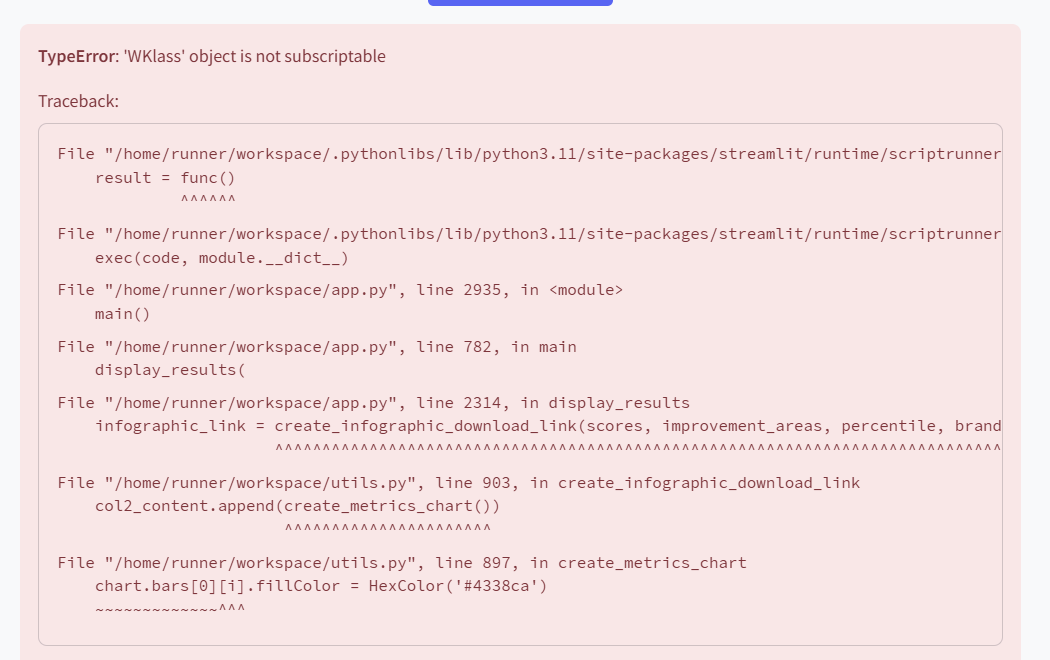 TypeError: 'WKlass' object is not subscriptable
Traceback:
File "/home/runner/workspace/.pythonlibs/lib/python3.11/site-packages/streamlit/runtime/scriptrunner
result = func()
^^^^^^
File "/home/runner/workspace/.pythonlibs/lib/python3.11/site-packages/streamlit/runtime/scriptrunner
exec(code, module.__dict__)
File "/home/runner/workspace/app.py", line 2935, in <module>
main()
File "/home/runner/workspace/app.py", line 782, in main
display_results(
File "/home/runner/workspace/app.py", line 2314, in display_results
infographic_link = create_infographic_download_link(scores, improvement_areas, percentile, brand
^^^^^^^^^^^^^^^^^^^^^^^^^^^^^^^^^^^^^^^^^^^^^^^^^^^^^^^^^^^^^^^^^^^^^^^^^^^^^
File "/home/runner/workspace/utils.py", line 903, in create_infographic_download_link
col2_content.append(create_metrics_chart())
^^^^^^^^^^^^^^^^^^^^^^
File "/home/runner/workspace/utils.py", line 897, in create_metrics_chart
chart.bars[0][i].fillColor = HexColor('#4338ca')
~~~~~~~~~~~~~^^^